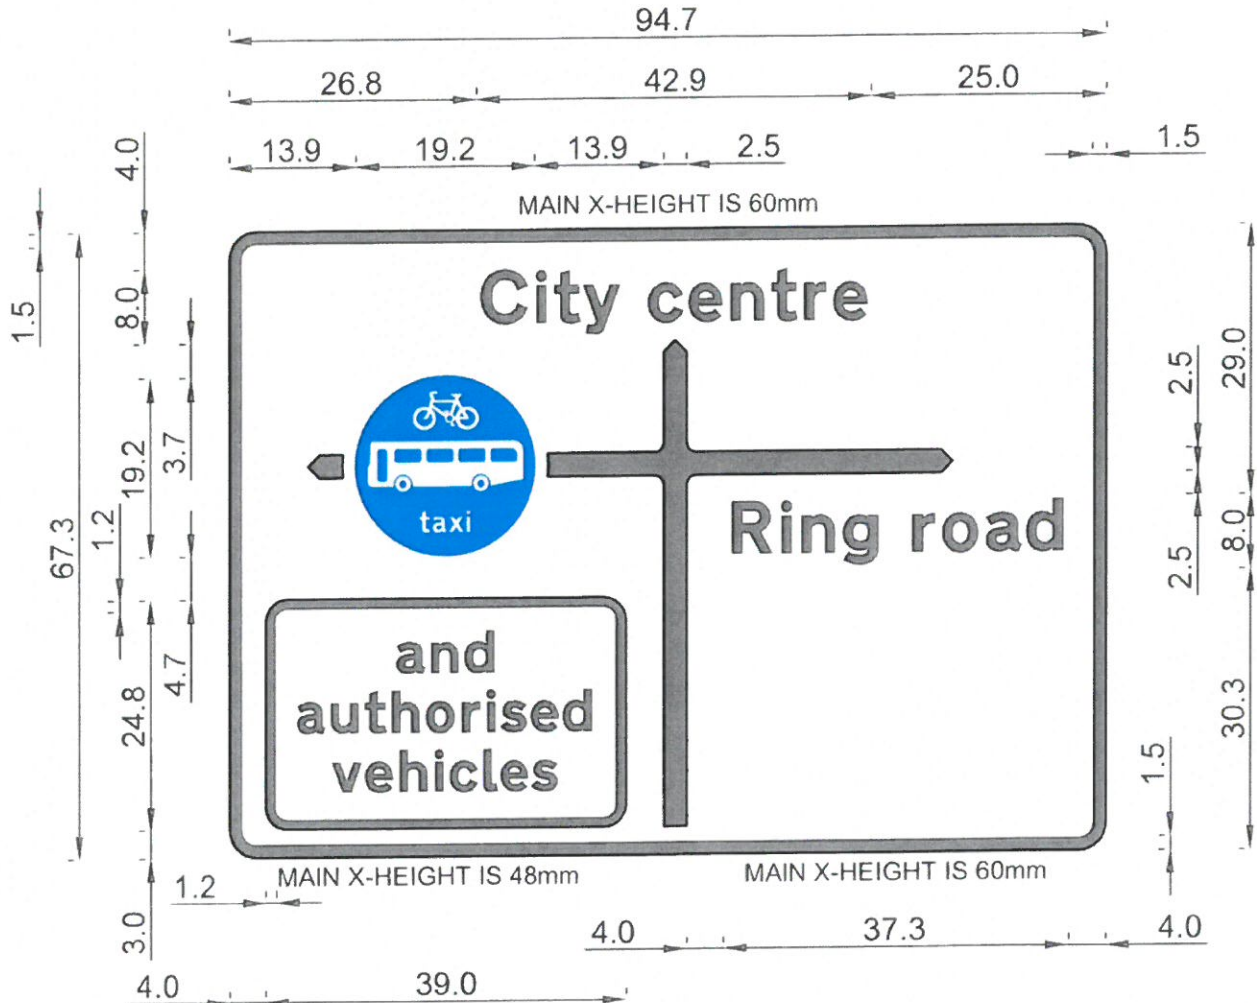 94.7
26.8 42.9 25.0
13.9 19.2 13.9 2.5 1.5
MAIN X-HEIGHT IS 60mm
4.0
1.5
8.0
City centre
29.0
2.5
3.7
19.2
taxi
Ring road
8.0
2.5
1.2
67.3
and
authorised
vehicles
4.7
24.8
30.3
1.5
MAIN X-HEIGHT IS 48mm
MAIN X-HEIGHT IS 60mm
1.2
3.0
4.0 37.3 4.0
4.0 39.0